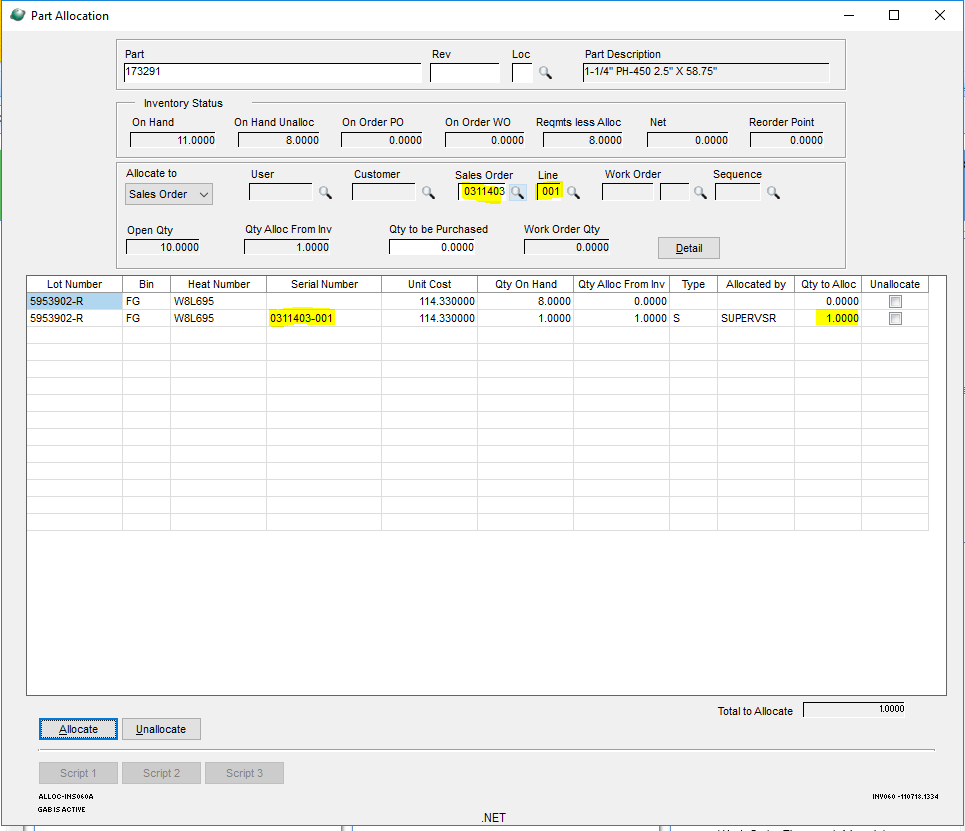 Part Allocation
Part Rev Loc Part Description
173291 1-1/4" PH-450 2.5" X 58.75"
Inventory Status
On Hand On Hand Unalloc On Order PO On Order WO Reqmts less Alloc Net Reorder Point
11.0000 8.0000 0.0000 0.0000 8.0000 0.0000 0.0000
Allocate to User Customer Sales Order Line Work Order Sequence
Sales Order 0311403 001
Open Qty Qty Alloc From Inv Qty to be Purchased Work Order Qty
10.0000 1.0000 0.0000 0.0000 Detail
Lot Number Bin Heat Number Serial Number Unit Cost Qty On Hand Qty Alloc From Inv Type Allocated by Qty to Alloc Unallocate
5953902-R FG W8L695 114.330000 8.0000 0.0000 0.0000
5953902-R FG W8L695 0311403-001 114.330000 1.0000 1.0000 S SUPERVSR 1.0000
Total to Allocate 1.0000
Allocate Unallocate
Script 1 Script 2 Script 3
ALLOC-INS060A INV060 -110718.1334
GAB IS ACTIVE
.NET